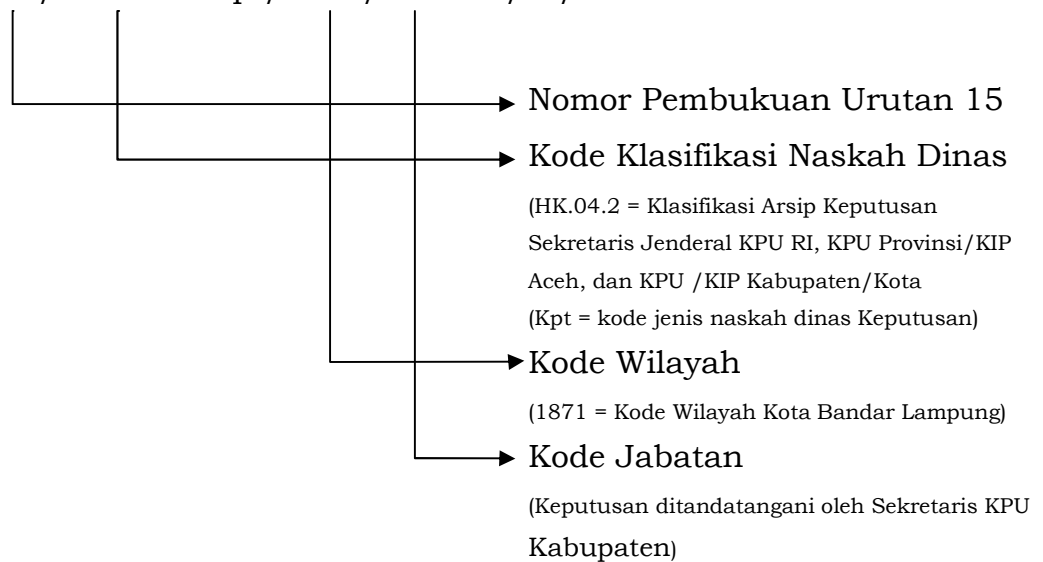 Nomor Pembukuan Urutan 15
Kode Klasifikasi Naskah Dinas
(HK.04.2 = Klasifikasi Arsip Keputusan
Sekretaris Jenderal KPU RI, KPU Provinsi/KIP
Aceh, dan KPU /KIP Kabupaten/Kota
(Kpt = kode jenis naskah dinas Keputusan)
Kode Wilayah
(1871 = Kode Wilayah Kota Bandar Lampung)
Kode Jabatan
(Keputusan ditandatangani oleh Sekretaris KPU
Kabupaten)